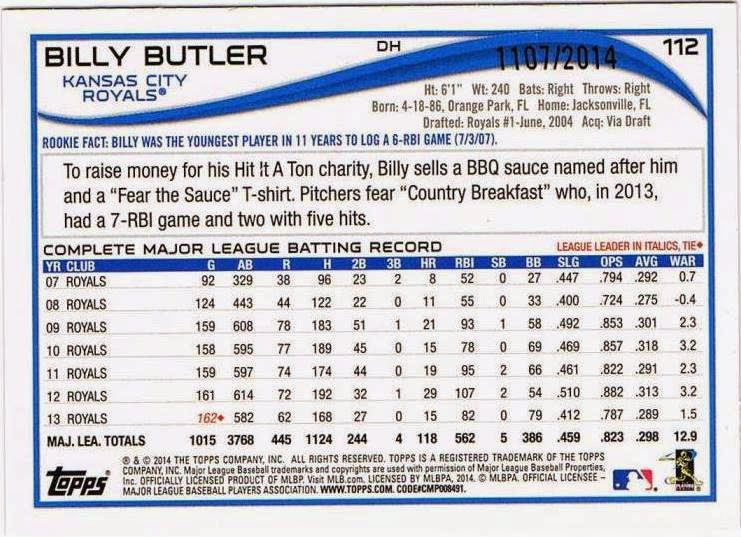 BILLY BUTLER DH 1107/2014 112
KANSAS CITY
ROYALS®
Ht: 6'1" Wt: 240 Bats: Right Throws: Right
Born: 4-18-86, Orange Park, FL Home: Jacksonville, FL
Drafted: Royals #1-June, 2004 Acq: Via Draft
ROOKIE FACT: BILLY WAS THE YOUNGEST PLAYER IN 11 YEARS TO LOG A 6-RBI GAME (7/3/07).
To raise money for his Hit It A Ton charity, Billy sells a BBQ sauce named after him
and a “Fear the Sauce” T-shirt. Pitchers fear “Country Breakfast” who, in 2013,
had a 7-RBI game and two with five hits.
COMPLETE MAJOR LEAGUE BATTING RECORD LEAGUE LEADER IN ITALICS, TIE♦
YR CLUB G AB R H 2B 3B HR RBI SB BB SLG OPS AVG WAR
07 ROYALS 92 329 38 96 23 2 8 52 0 27 .447 .794 .292 0.7
08 ROYALS 124 443 44 122 22 0 11 55 0 33 .400 .724 .275 -0.4
09 ROYALS 159 608 78 183 51 1 21 93 1 58 .492 .853 .301 2.3
10 ROYALS 158 595 77 189 45 0 15 78 0 69 .469 .857 .318 3.2
11 ROYALS 159 597 74 174 44 0 19 95 2 66 .461 .822 .291 2.3
12 ROYALS 161 614 72 192 32 1 29 107 2 54 .510 .882 .313 3.2
13 ROYALS 162♦ 582 62 168 27 0 15 82 0 79 .412 .787 .289 1.5
MAJ. LEA. TOTALS 1015 3768 445 1124 244 4 118 562 5 386 .459 .823 .298 12.9
® & © 2014 THE TOPPS COMPANY, INC. ALL RIGHTS RESERVED. TOPPS IS A REGISTERED TRADEMARK OF THE TOPPS
COMPANY, INC. Major League Baseball trademarks and copyrights are used with permission of Major League Baseball Properties,
Inc. OFFICIALLY LICENSED PRODUCT OF MLBP. Visit MLB.com. LICENSED BY MLBPA, 2014. © MLBPA. OFFICIAL LICENSEE –
MAJOR LEAGUE BASEBALL PLAYERS ASSOCIATION. WWW.TOPPS.COM. CODE#CMP008491.
Topps®